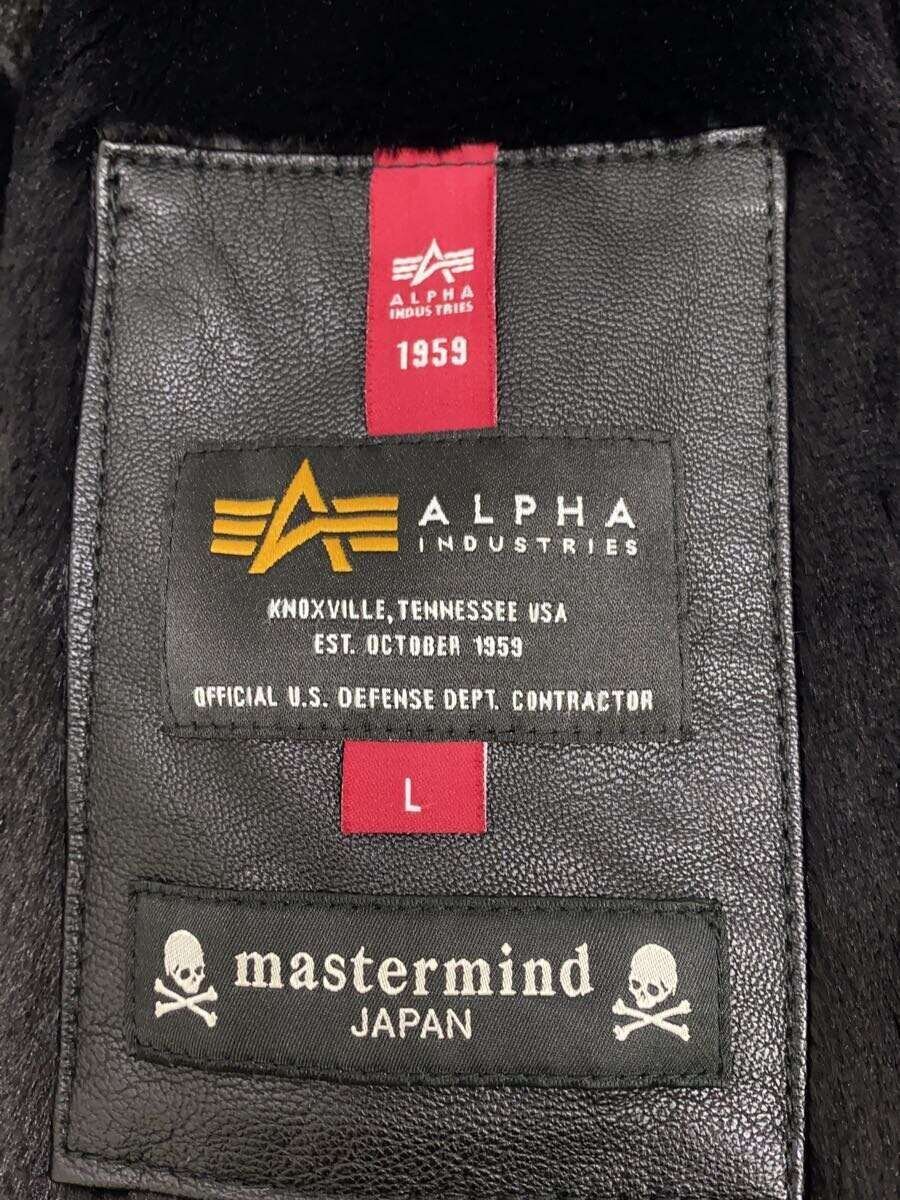 ALPHA
INDUSTRIES
1959
ALPHA
INDUSTRIES
KNOXVILLE, TENNESSEE USA
EST. OCTOBER 1959
OFFICIAL U.S. DEFENSE DEPT. CONTRACTOR
L
mastermind
JAPAN